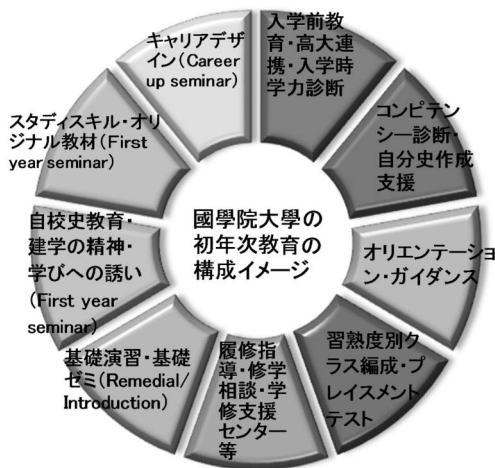 國學院大學の
初年次教育の
構成イメージ
入学前教
育・高大連
携・入学時
学力診断
コンピテン
シー診断・
自分史作成
支援
オリエンテーショ
ン・ガイダンス
習熟度別ク
ラス編成・プ
レイスメント
テスト
履修指
導・修学
相談・学
修支援
センター
等
基礎演習・基礎
ゼミ(Remedial/
Introduction)
自校史教育・
建学の精神・
学びへの誘い
(First year
seminar)
スタディスキル・オリ
ジナル教材(First
year seminar)
キャリアデザ
イン(Career
up seminar)